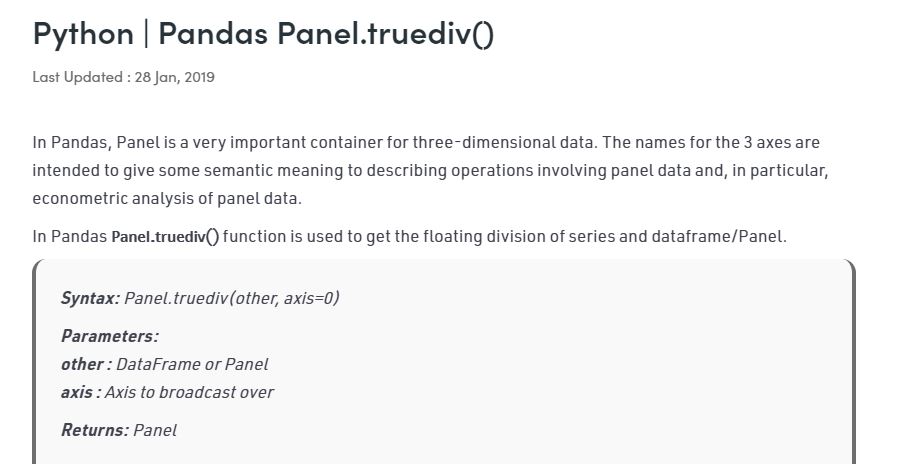 Python | Pandas Panel.truediv()
Last Updated : 28 Jan, 2019
In Pandas, Panel is a very important container for three-dimensional data. The names for the 3 axes are
intended to give some semantic meaning to describing operations involving panel data and, in particular,
econometric analysis of panel data.
In Pandas Panel.truediv() function is used to get the floating division of series and dataframe/Panel.
Syntax: Panel.truediv(other, axis=0)
Parameters:
other : DataFrame or Panel
axis : Axis to broadcast over
Returns: Panel